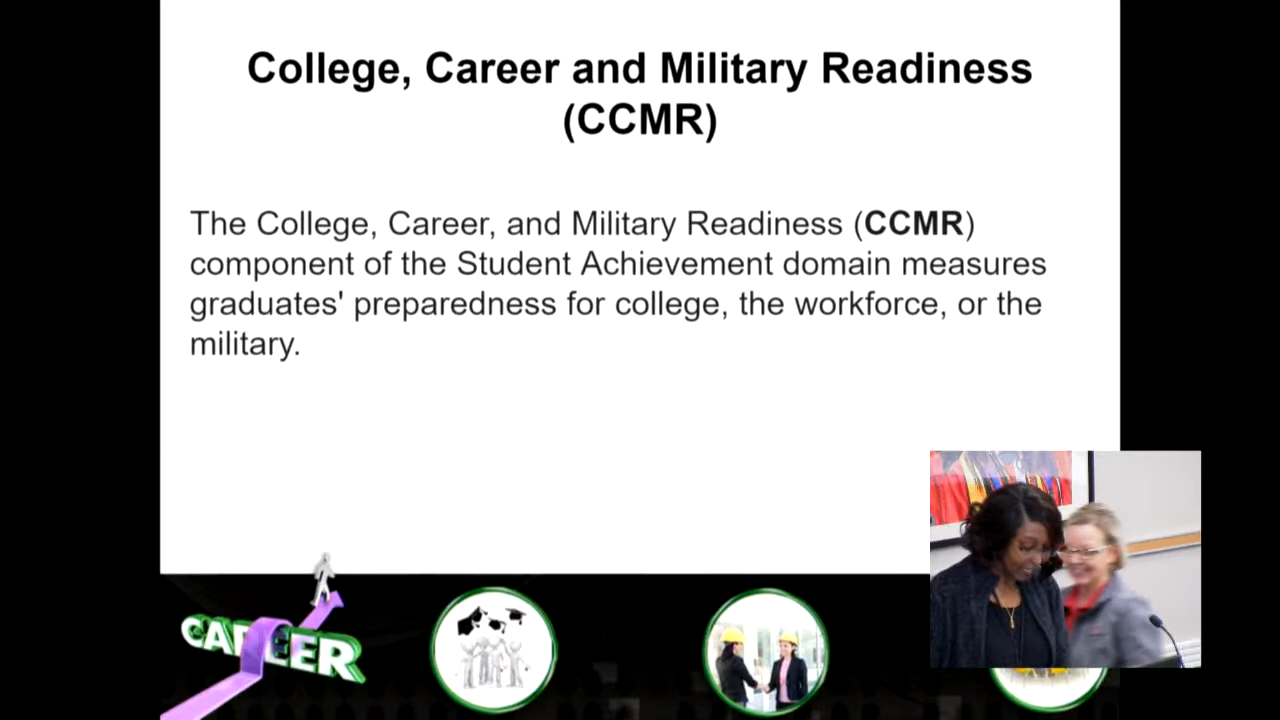 College, Career and Military Readiness
(CCMR)
The College, Career, and Military Readiness (CCMR)
component of the Student Achievement domain measures
graduates' preparedness for college, the workforce, or the
military.
CAREER